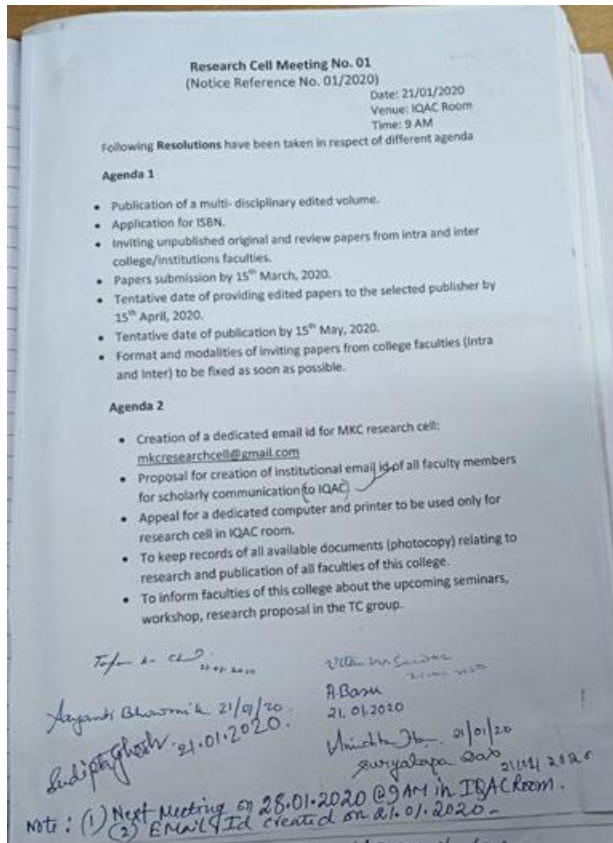 Research Cell Meeting No. 01
(Notice Reference No. 01/2020)
Date: 21/01/2020
Venue: IQAC Room
Time: 9 AM
Following Resolutions have been taken in respect of different agenda
Agenda 1
• Publication of a multi- disciplinary edited volume.
• Application for ISBN.
• Inviting unpublished original and review papers from intra and inter
college/institutions faculties.
• Papers submission by 15th March, 2020.
• Tentative date of providing edited papers to the selected publisher by
15th April, 2020.
• Tentative date of publication by 15th May, 2020.
• Format and modalities of inviting papers from college faculties (Intra
and Inter) to be fixed as soon as possible.
Agenda 2
• Creation of a dedicated email id for MKC research cell:
mkcresearchcell@gmail.com
• Proposal for creation of institutional email id of all faculty members
for scholarly communication (to IQAC)
• Appeal for a dedicated computer and printer to be used only for
research cell in IQAC room.
• To keep records of all available documents (photocopy) relating to
research and publication of all faculties of this college.
• To inform faculties of this college about the upcoming seminars,
workshop, research proposal in the TC group.
A.Basu
21.01.2020
Sayanti Bhowmik 21/01/20.
Sudipta Ghosh. 21.01.2020.
21/01/20
21/01/2020
Note : (1) Next Meeting on 28.01.2020 @9AM in IQAC Room.
(2) EMail Id created on 21.01.2020-